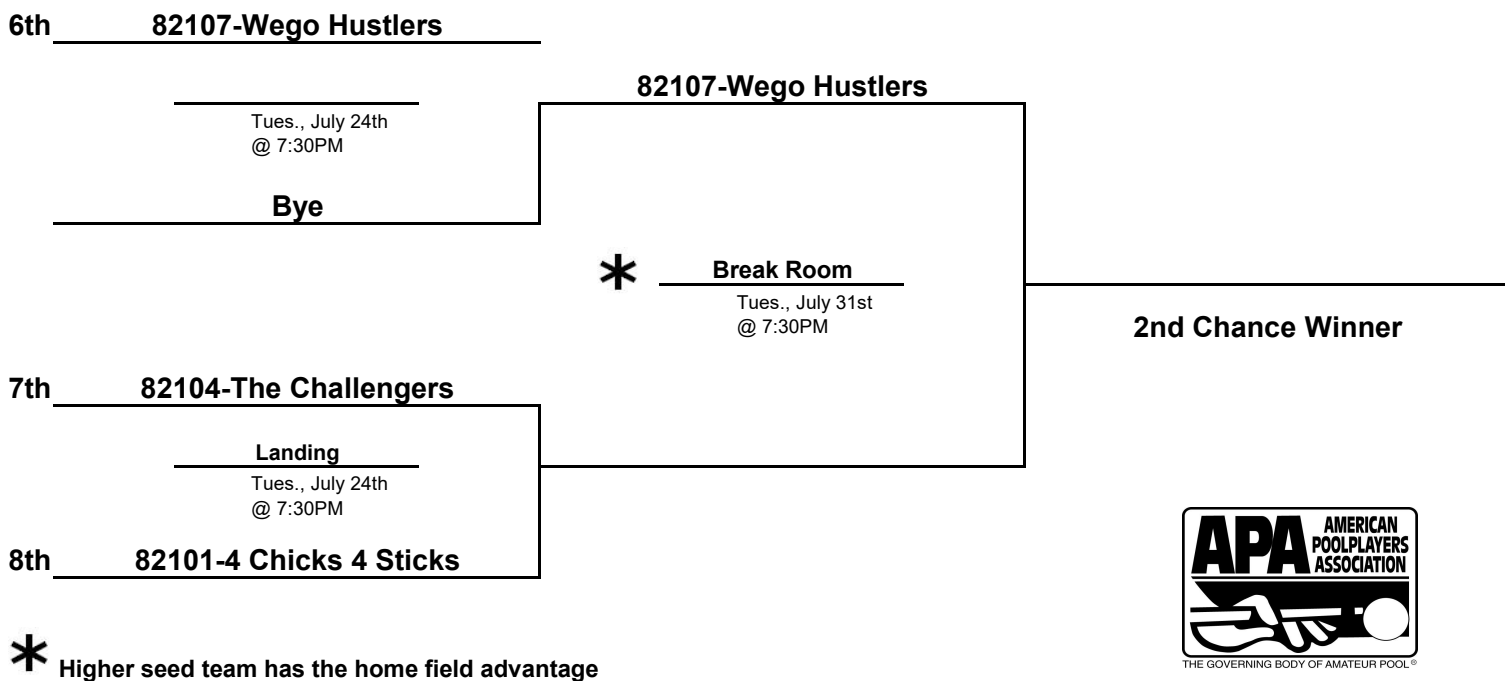 6th 82107-Wego Hustlers
82107-Wego Hustlers
Tues., July 24th
@ 7:30PM
Bye
* Break Room
Tues., July 31st
@ 7:30PM
2nd Chance Winner
7th 82104-The Challengers
Landing
Tues., July 24th
@ 7:30PM
8th 82101-4 Chicks 4 Sticks
* Higher seed team has the home field advantage
APA AMERICAN
POOLPLAYERS
ASSOCIATION
THE GOVERNING BODY OF AMATEUR POOL®